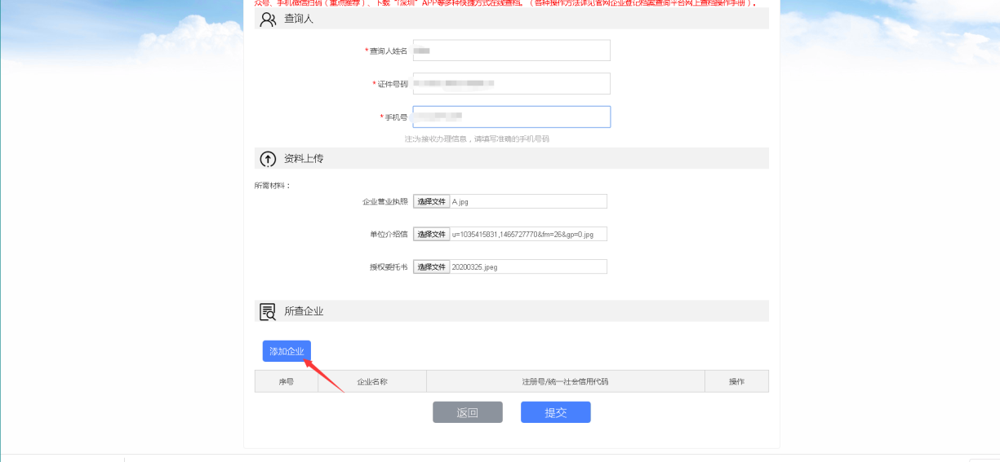 众号、手机微信扫码（重点推荐）、下载“i深圳”APP等多种快捷方式在线查档。（各种操作方法详见官网企业登记档案查询平台网上查档操作手册）。
查询人
*查询人姓名
*证件号码
*手机号
注:为接收办理信息，请填写准确的手机号码
资料上传
所需材料：
企业营业执照 选择文件 A.jpg
单位介绍信 选择文件 u=1035415831,1465727770&fm=26&gp=0.jpg
授权委托书 选择文件 20200325.jpeg
所查企业
添加企业
序号 企业名称 注册号/统一社会信用代码 操作
返回 提交